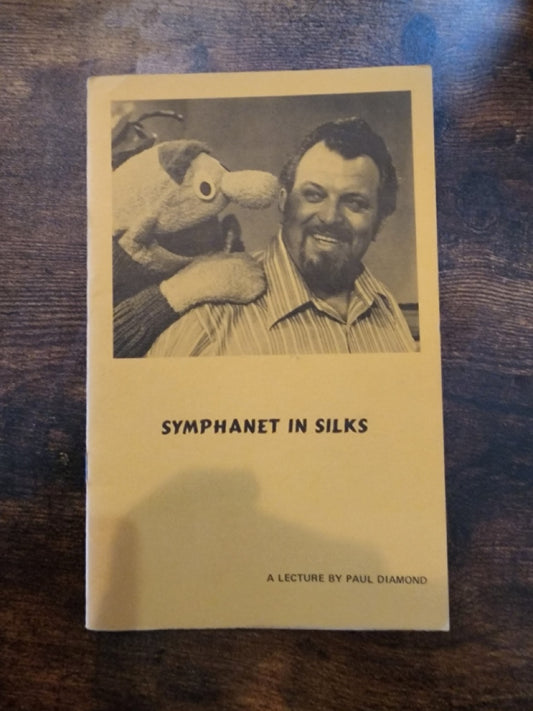 SYMPHANET IN SILKS
A LECTURE BY PAUL DIAMOND